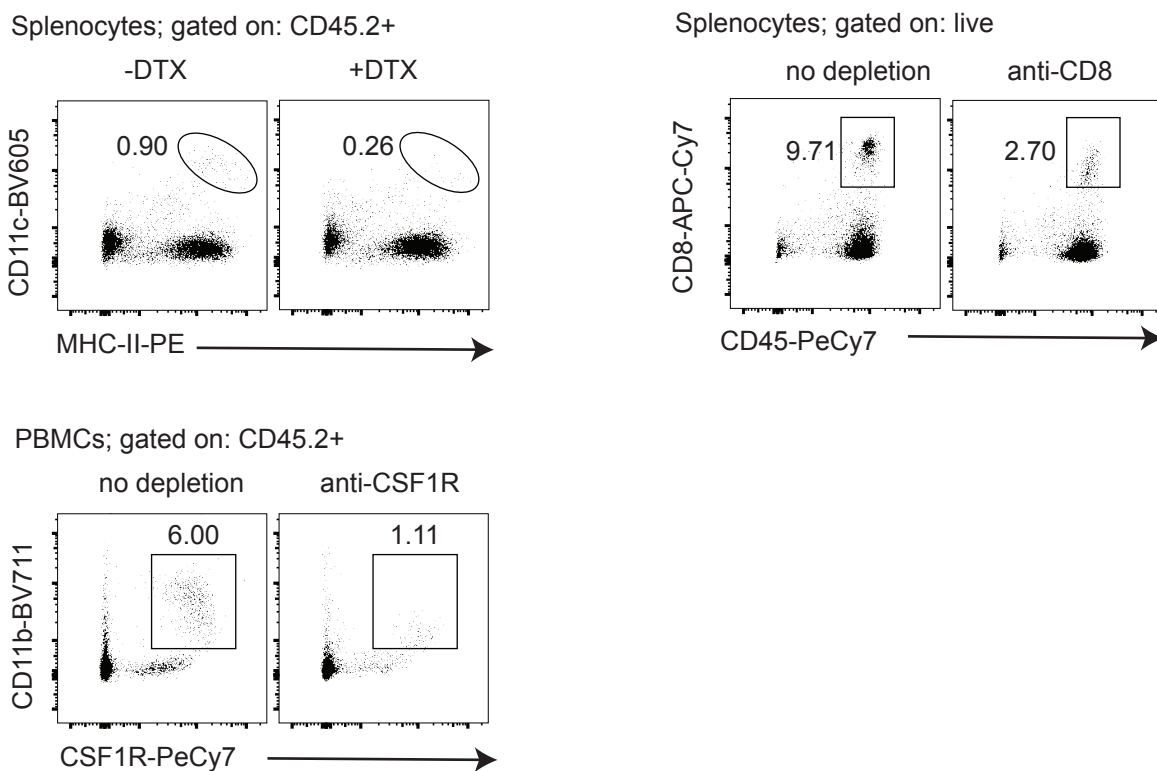 Splenocytes; gated on: CD45.2+
-DTX +DTX
0.90 0.26
CD11c-BV605
MHC-II-PE
Splenocytes; gated on: live
no depletion anti-CD8
9.71 2.70
CD8-APC-Cy7
CD45-PeCy7
PBMCs; gated on: CD45.2+
no depletion anti-CSF1R
6.00 1.11
CD11b-BV711
CSF1R-PeCy7